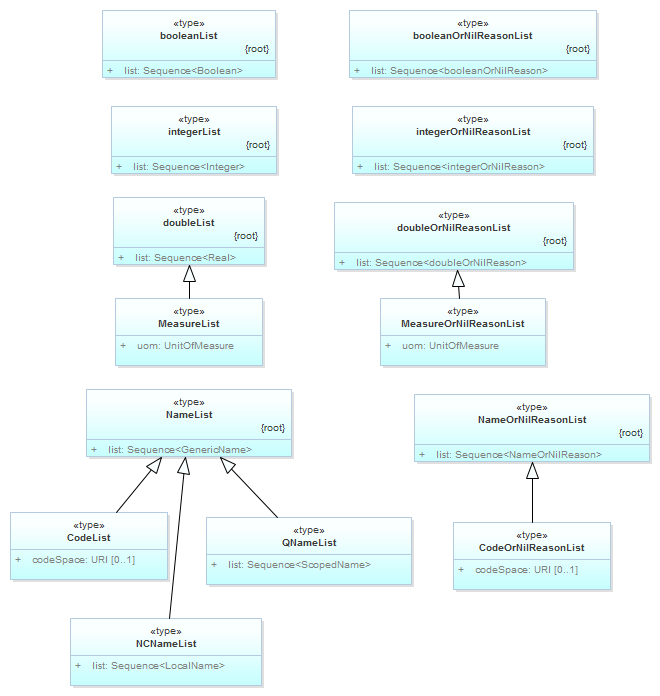 «type»
booleanList
{root}
+ list: Sequence<Boolean>
«type»
booleanOrNilReasonList
{root}
+ list: Sequence<booleanOrNilReason>
«type»
integerList
{root}
+ list: Sequence<Integer>
«type»
integerOrNilReasonList
{root}
+ list: Sequence<integerOrNilReason>
«type»
doubleList
{root}
+ list: Sequence<Real>
«type»
doubleOrNilReasonList
{root}
+ list: Sequence<doubleOrNilReason>
«type»
MeasureList
+ uom: UnitOfMeasure
«type»
MeasureOrNilReasonList
+ uom: UnitOfMeasure
«type»
NameList
{root}
+ list: Sequence<GenericName>
«type»
NameOrNilReasonList
{root}
+ list: Sequence<NameOrNilReason>
«type»
CodeList
+ codeSpace: URI [0..1]
«type»
QNameList
+ list: Sequence<ScopedName>
«type»
CodeOrNilReasonList
+ codeSpace: URI [0..1]
«type»
NCNameList
+ list: Sequence<LocalName>